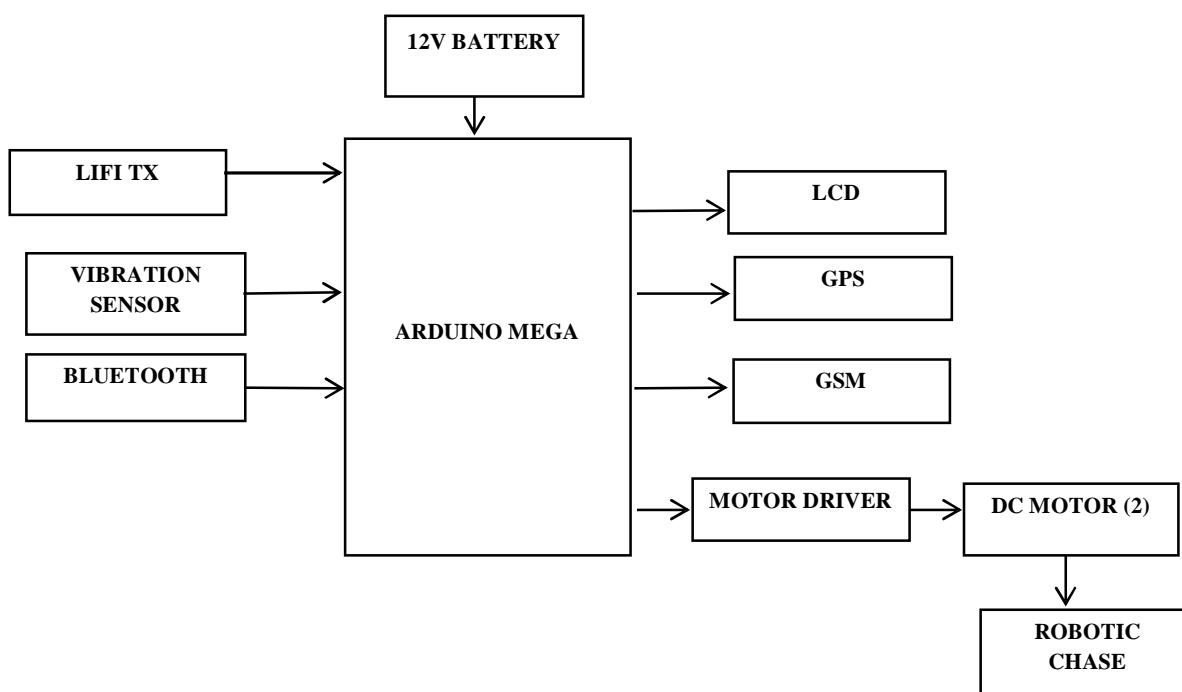 12V BATTERY
LIFI TX
VIBRATION
SENSOR
BLUETOOTH
ARDUINO MEGA
LCD
GPS
GSM
MOTOR DRIVER
DC MOTOR (2)
ROBOTIC
CHASE